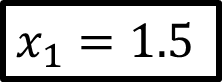 x₁ = 1.5